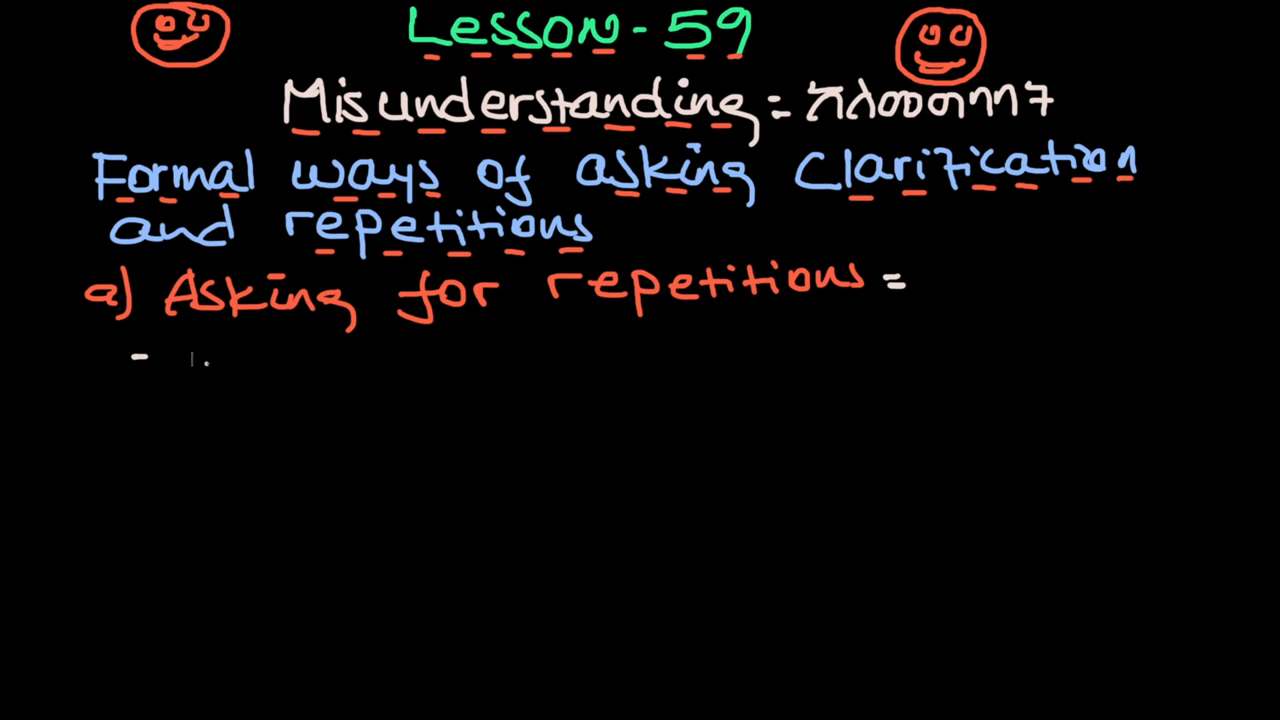 Lesson - 59
Misunderstanding = አለመግባባት
Formal ways of asking Clarification
and repetitions
a) Asking for repetitions =
-